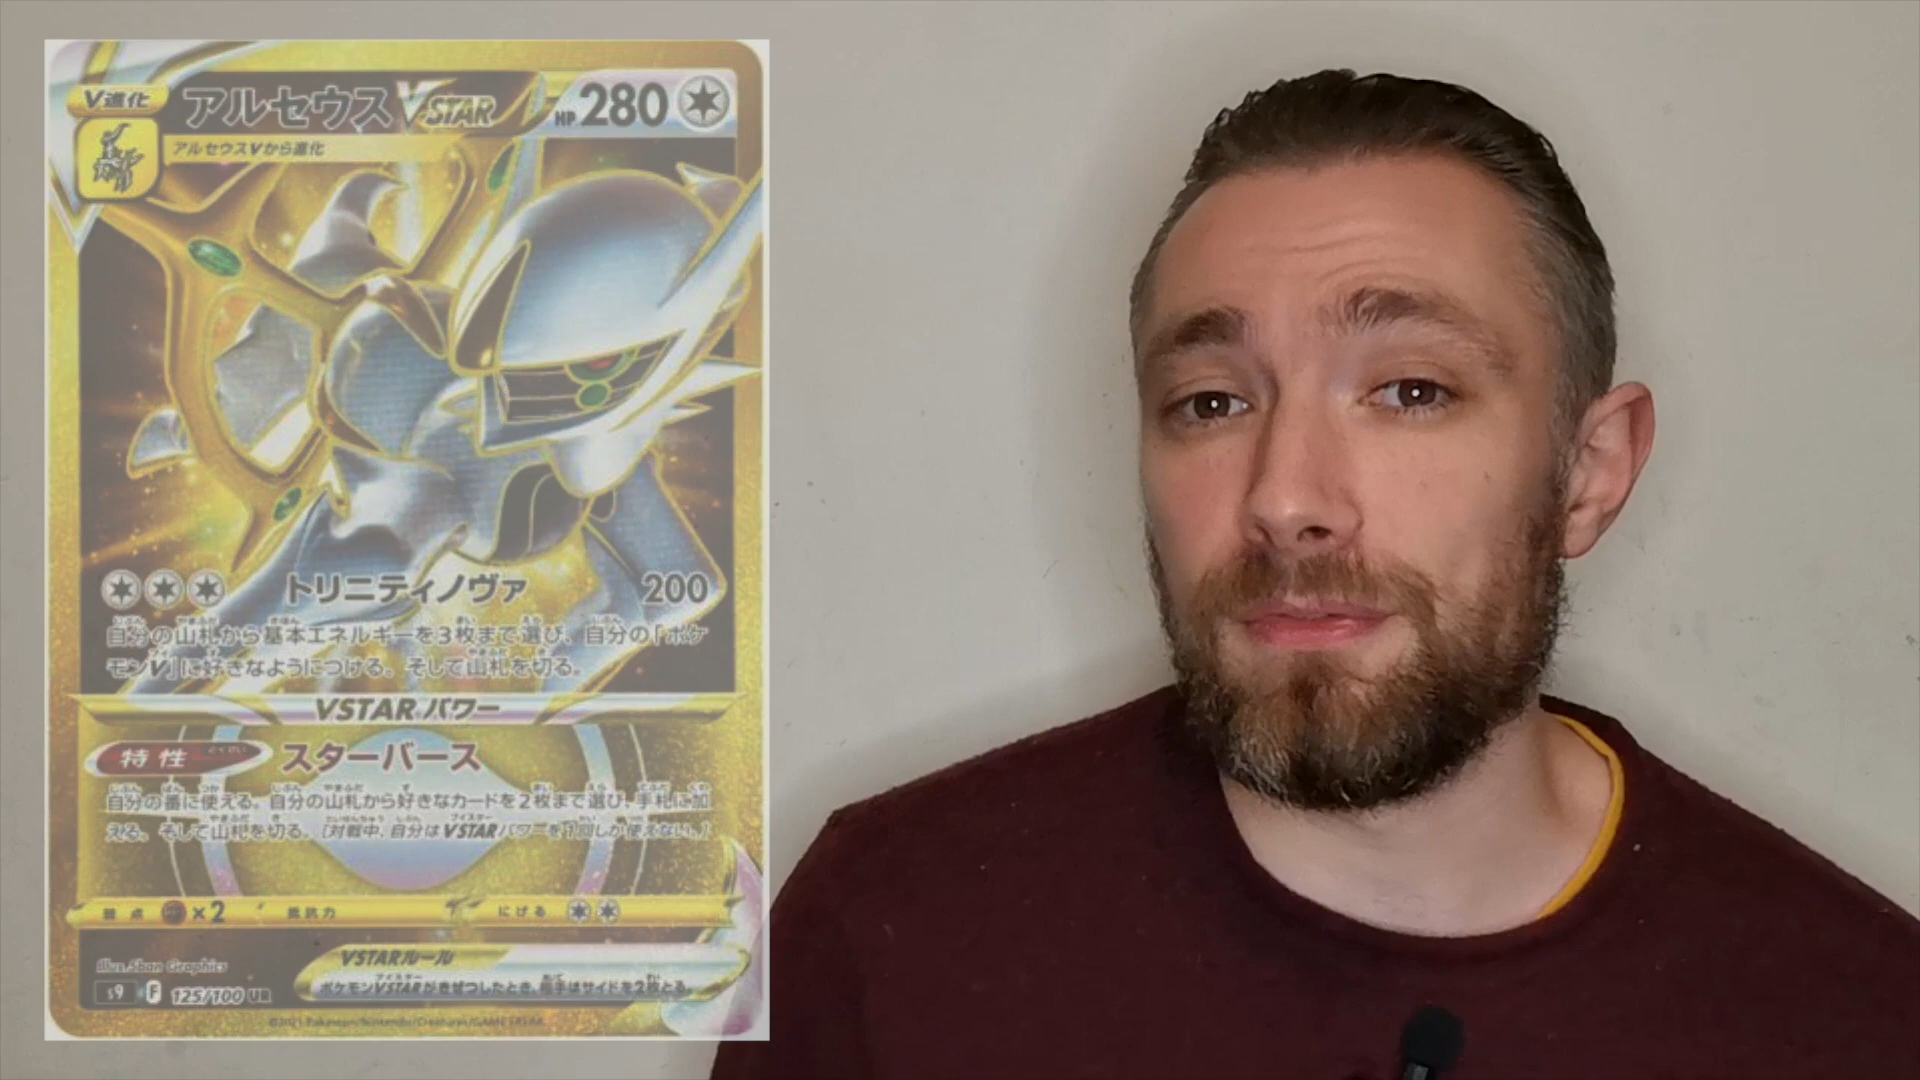 V進化
アルセウスVSTAR HP280
アルセウスVから進化
トリニティノヴァ 200
自分の山札から基本エネルギーを3枚まで選び、自分の「ポケ
モンV」に好きなようにつける。そして山札を切る。
VSTARパワー
特性 スターバース
自分の番に使える。自分の山札から好きなカードを2枚まで選び、手札に加
える。そして山札を切る。[対戦中、自分はVSTARパワーを1回しか使えない。]
弱点 ×2 抵抗力 にげる
VSTARルール
ポケモンVSTARがきぜつしたとき、相手はサイドを2枚とる。
Illus. 5ban Graphics
s9 F 125/100 UR
©2021 Pokémon/Nintendo/Creatures/GAME FREAK